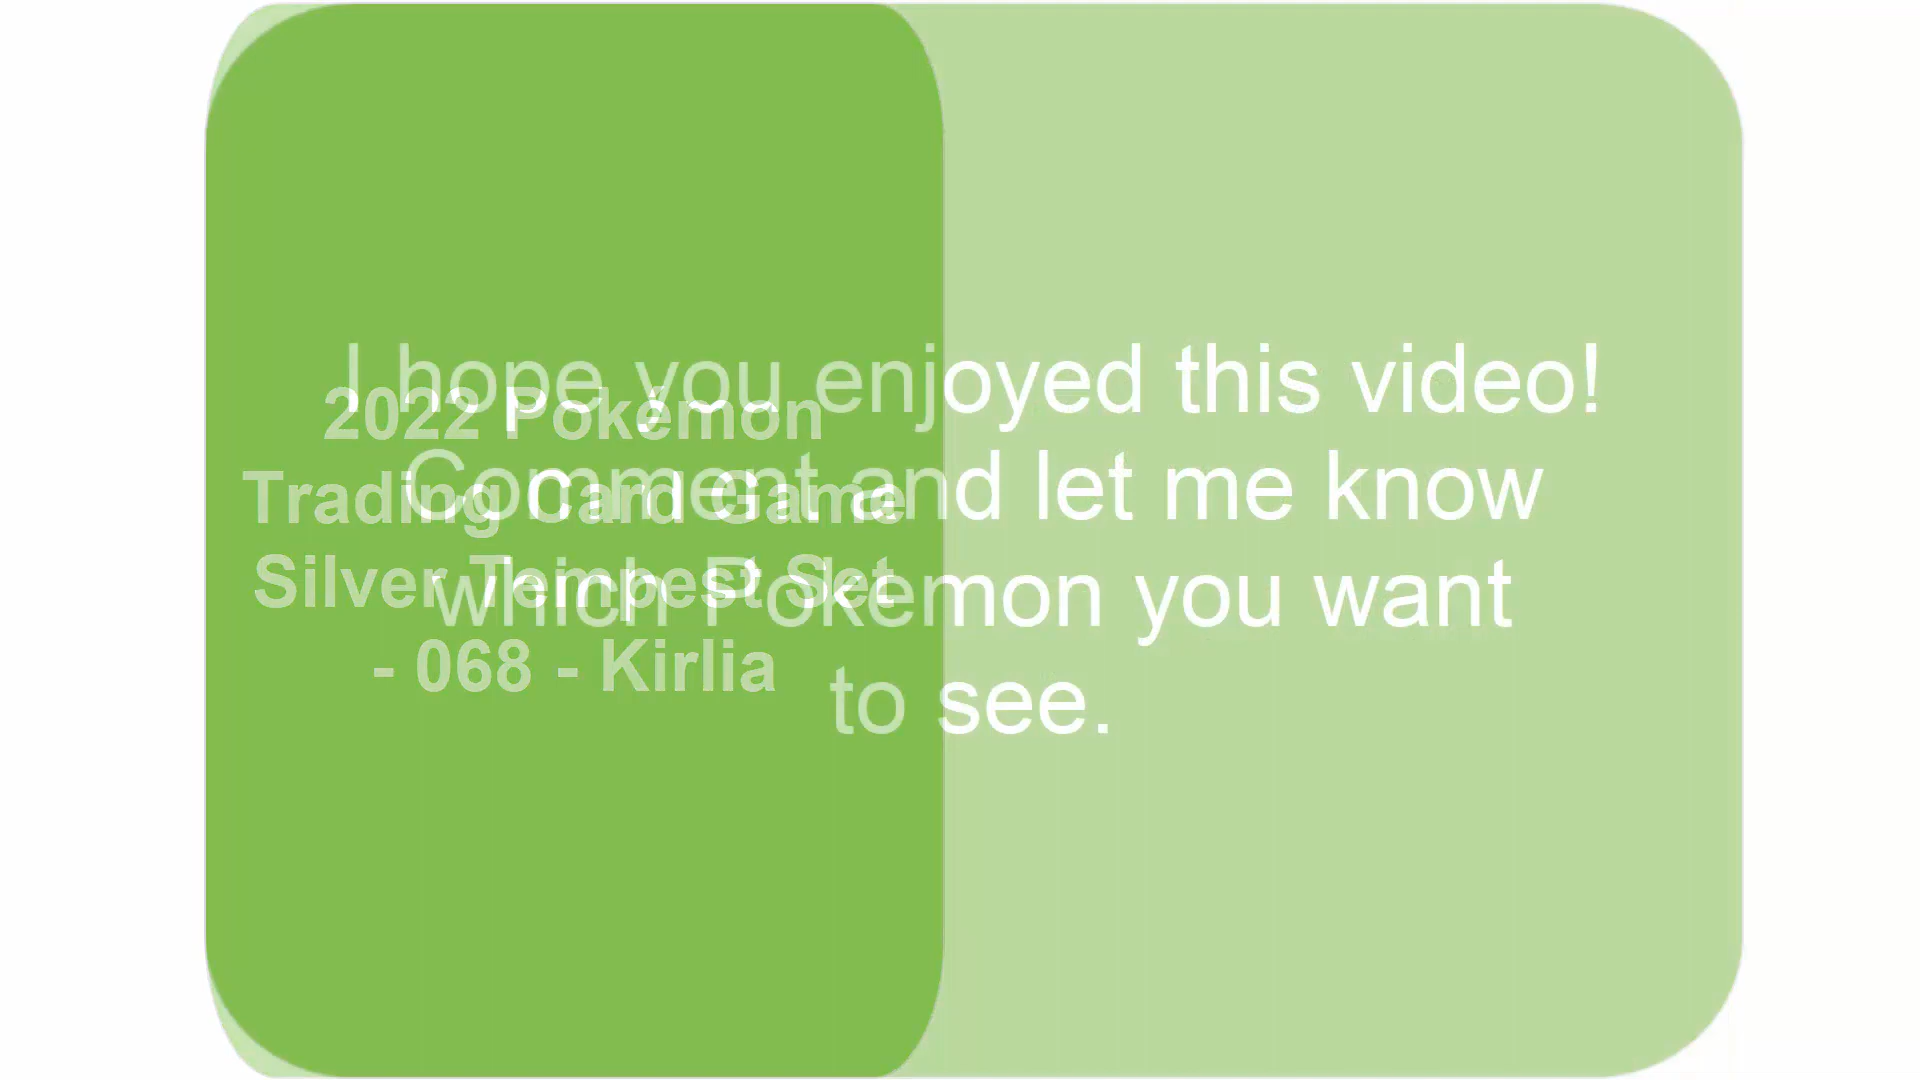 I hope you enjoyed this video!
Comment and let me know
which Pokemon you want
to see.
2022 Pokémon
Trading Card Game
Silver Tempest Set
- 068 - Kirlia